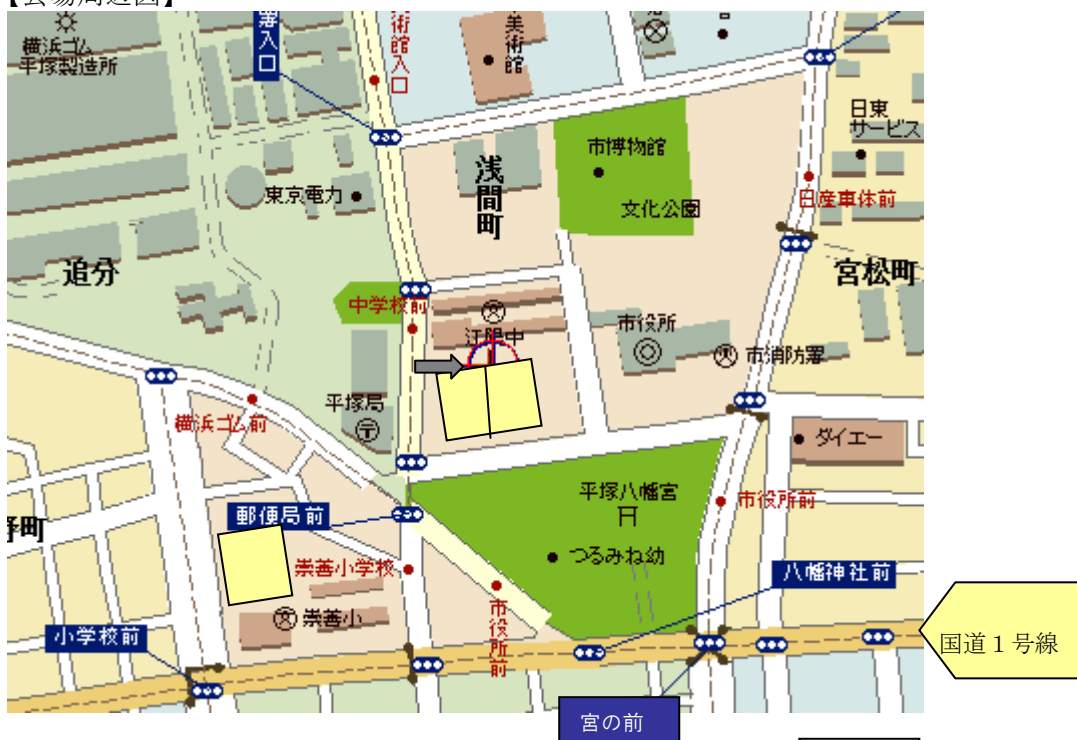 【会場周辺図】
横浜ゴム
平塚製造所
入口
術館入口
美術館
日東
サービス
市博物館
文化公園
浅間町
東京電力
日産車体前
追分
宮松町
中学校前
江陽中
市役所
市消防署
平塚局
横浜ゴム前
ダイエー
平塚八幡宮
市役所前
郵便局前
つるみね幼
崇善小学校
八幡神社前
市役所前
崇善小
小学校前
町
国道1号線
宮の前